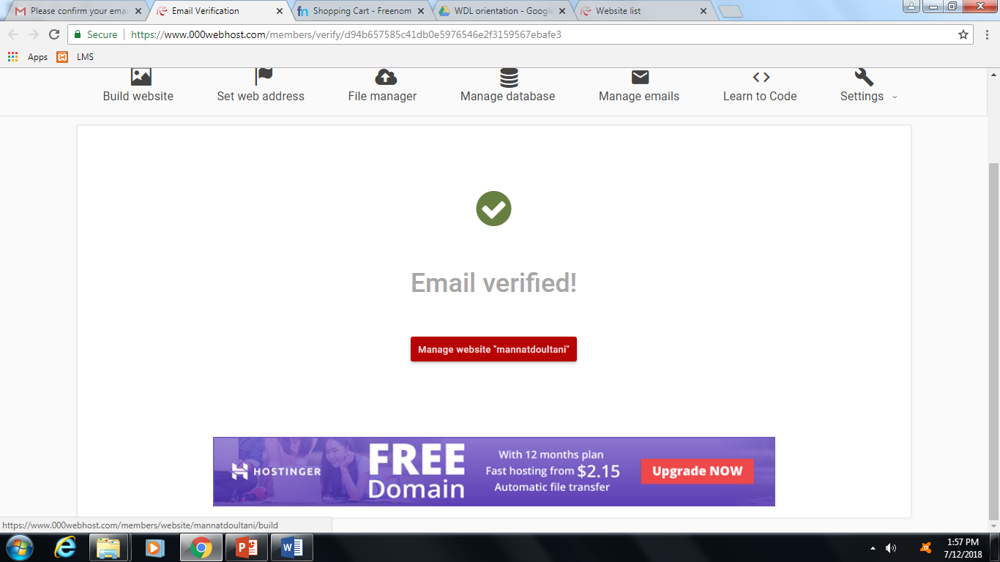 Please confirm your emai
Email Verification
Shopping Cart - Freenom
WDL orientation - Google
Website list
Secure
https://www.000webhost.com/members/verify/d94b657585c41db0e5976546e2f3159567ebafe3
Apps
LMS
Build website
Set web address
File manager
Manage database
Manage emails
Learn to Code
Settings
Email verified!
Manage website "mannatdoultani"
HOSTINGER
FREE
Domain
With 12 months plan
Fast hosting from $2.15
Automatic file transfer
Upgrade NOW
https://www.000webhost.com/members/website/mannatdoultani/build
1:57 PM
7/12/2018